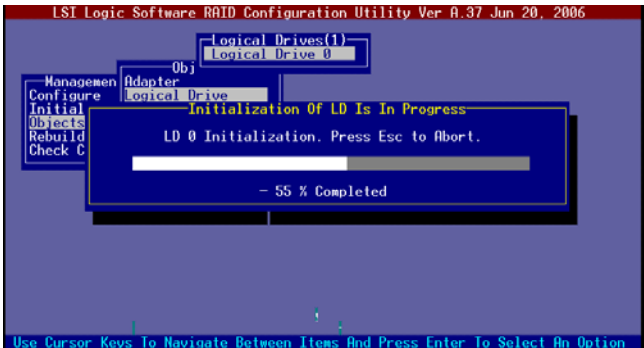 LSI Logic Software RAID Configuration Utility Ver A.37 Jun 20, 2006
Logical Drives(1)
Logical Drive 0
Obj
Managemen
Adapter
Configure
Logical Drive
Initial
Initialization Of LD Is In Progress
Objects
Rebuild
LD 0 Initialization. Press Esc to Abort.
Check C
- 55 % Completed
Use Cursor Keys To Navigate Between Items And Press Enter To Select An Option